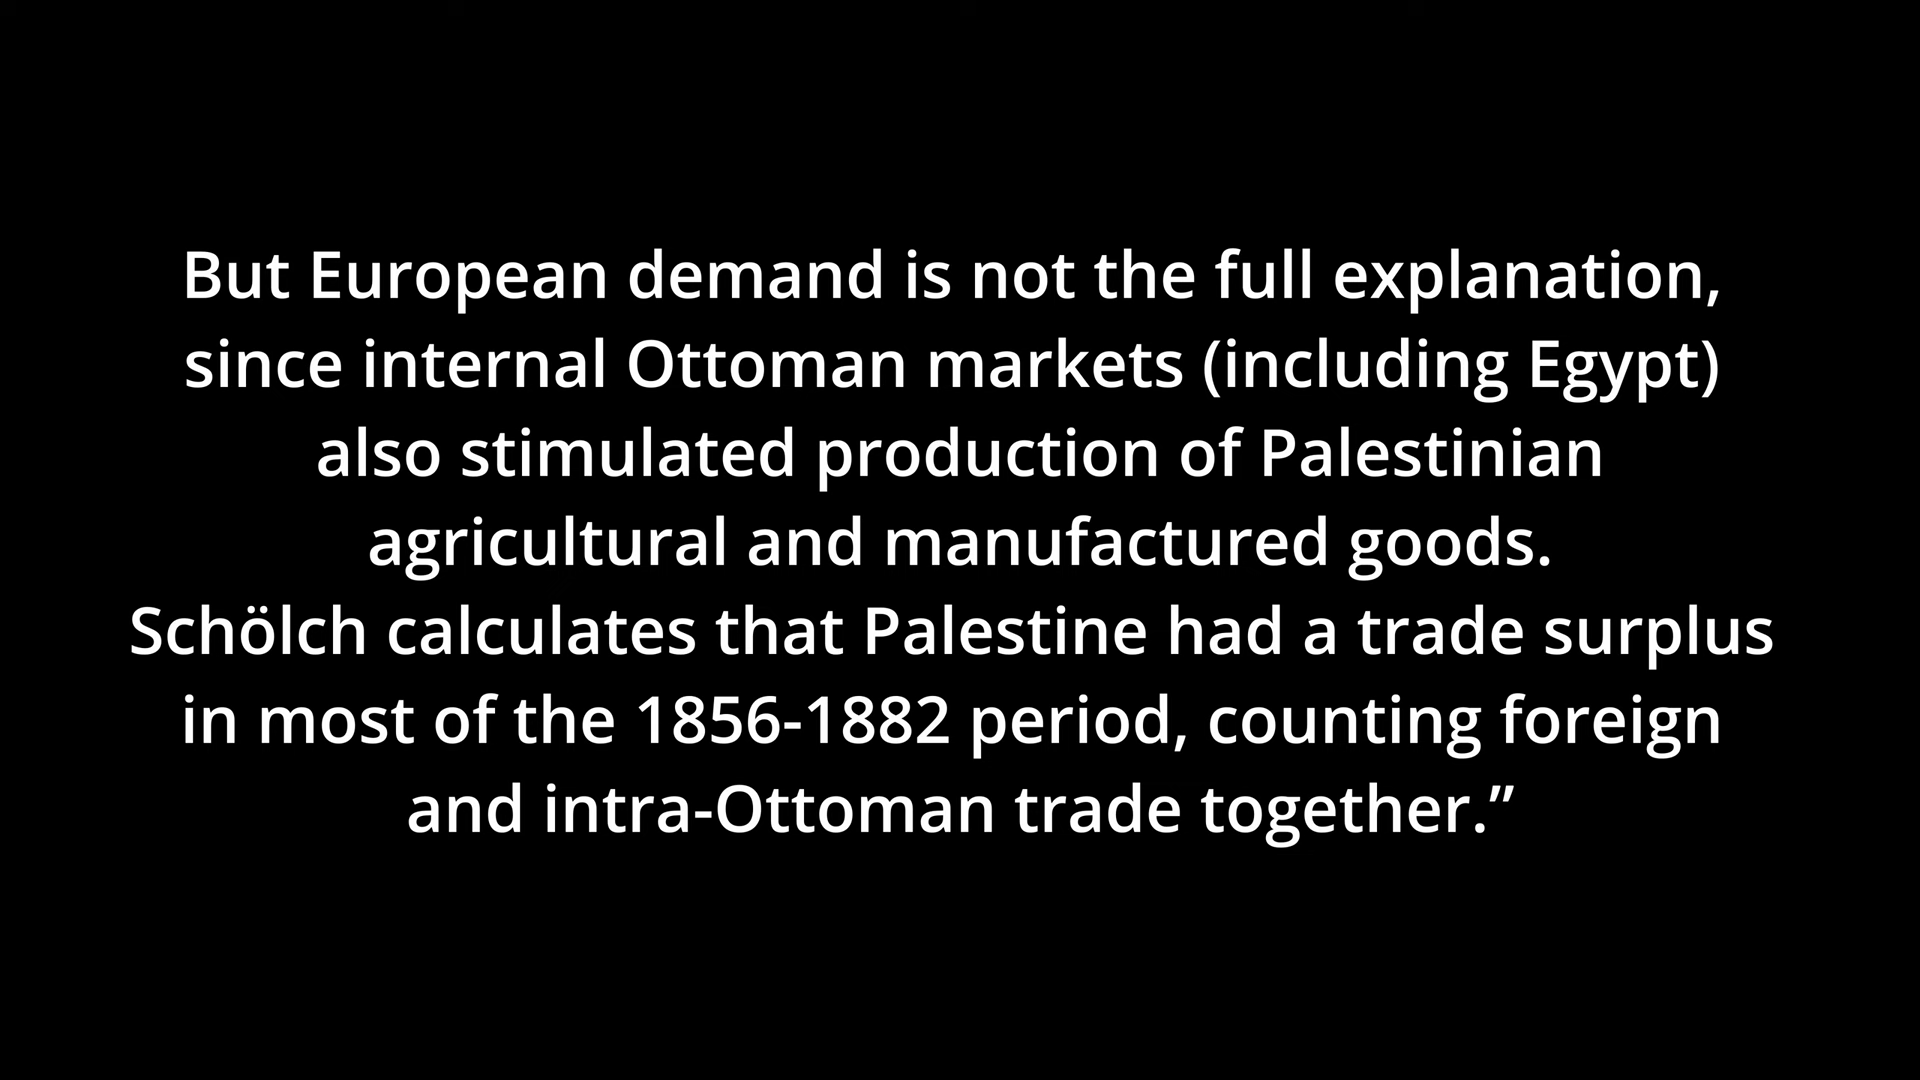 But European demand is not the full explanation,
since internal Ottoman markets (including Egypt)
also stimulated production of Palestinian
agricultural and manufactured goods.
Schölch calculates that Palestine had a trade surplus
in most of the 1856-1882 period, counting foreign
and intra-Ottoman trade together.”